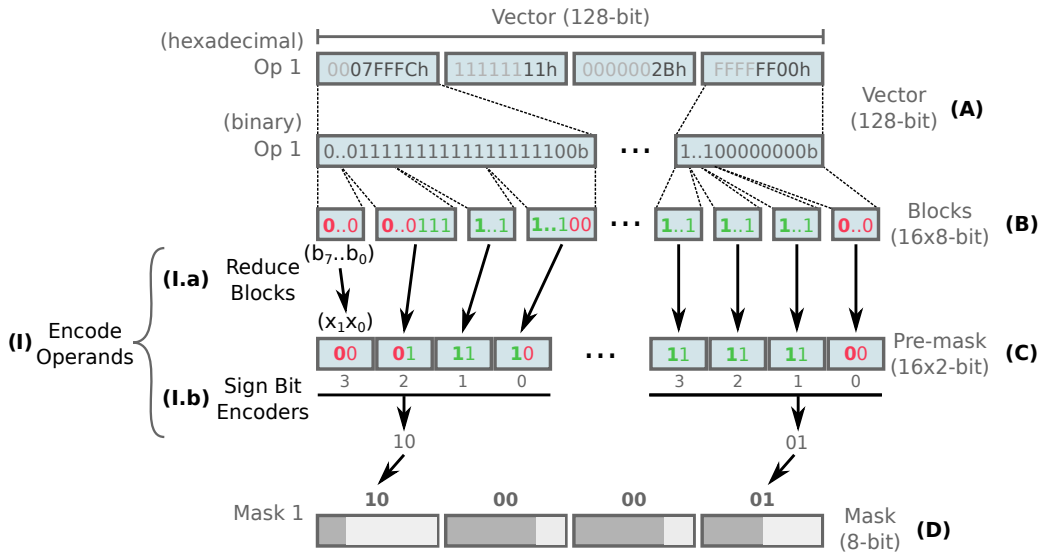 Vector (128-bit)
(hexadecimal)
Op 1
0007FFFCh 11111111h 0000002Bh FFFFFF00h
Vector
(128-bit)
(A)
(binary)
Op 1
0..01111111111111111111100b ... 1..100000000b
0..0 0..0111 1..1 1..100 ... 1..1 1..1 1..1 0..0
Blocks
(16x8-bit)
(B)
(b7..b0)
(I.a) Reduce
Blocks
(x1x0)
(I) Encode
Operands
00 01 11 10 ... 11 11 11 00
Pre-mask
(16x2-bit)
(C)
3 2 1 0 3 2 1 0
(I.b) Sign Bit
Encoders
10 01
10 00 00 01
Mask 1
Mask
(8-bit)
(D)